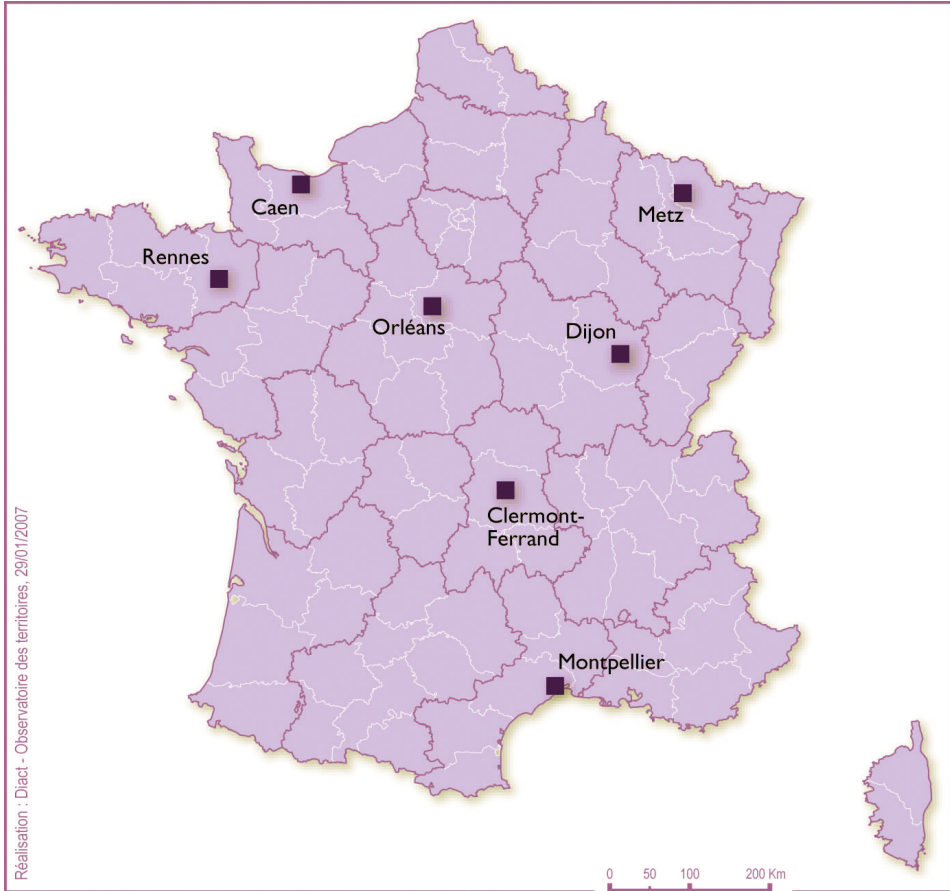 Caen
Metz
Rennes
Orléans
Dijon
Clermont-
Ferrand
Montpellier
Réalisation : Diact - Observatoire des territoires, 29/01/2007
0 50 100 200 Km